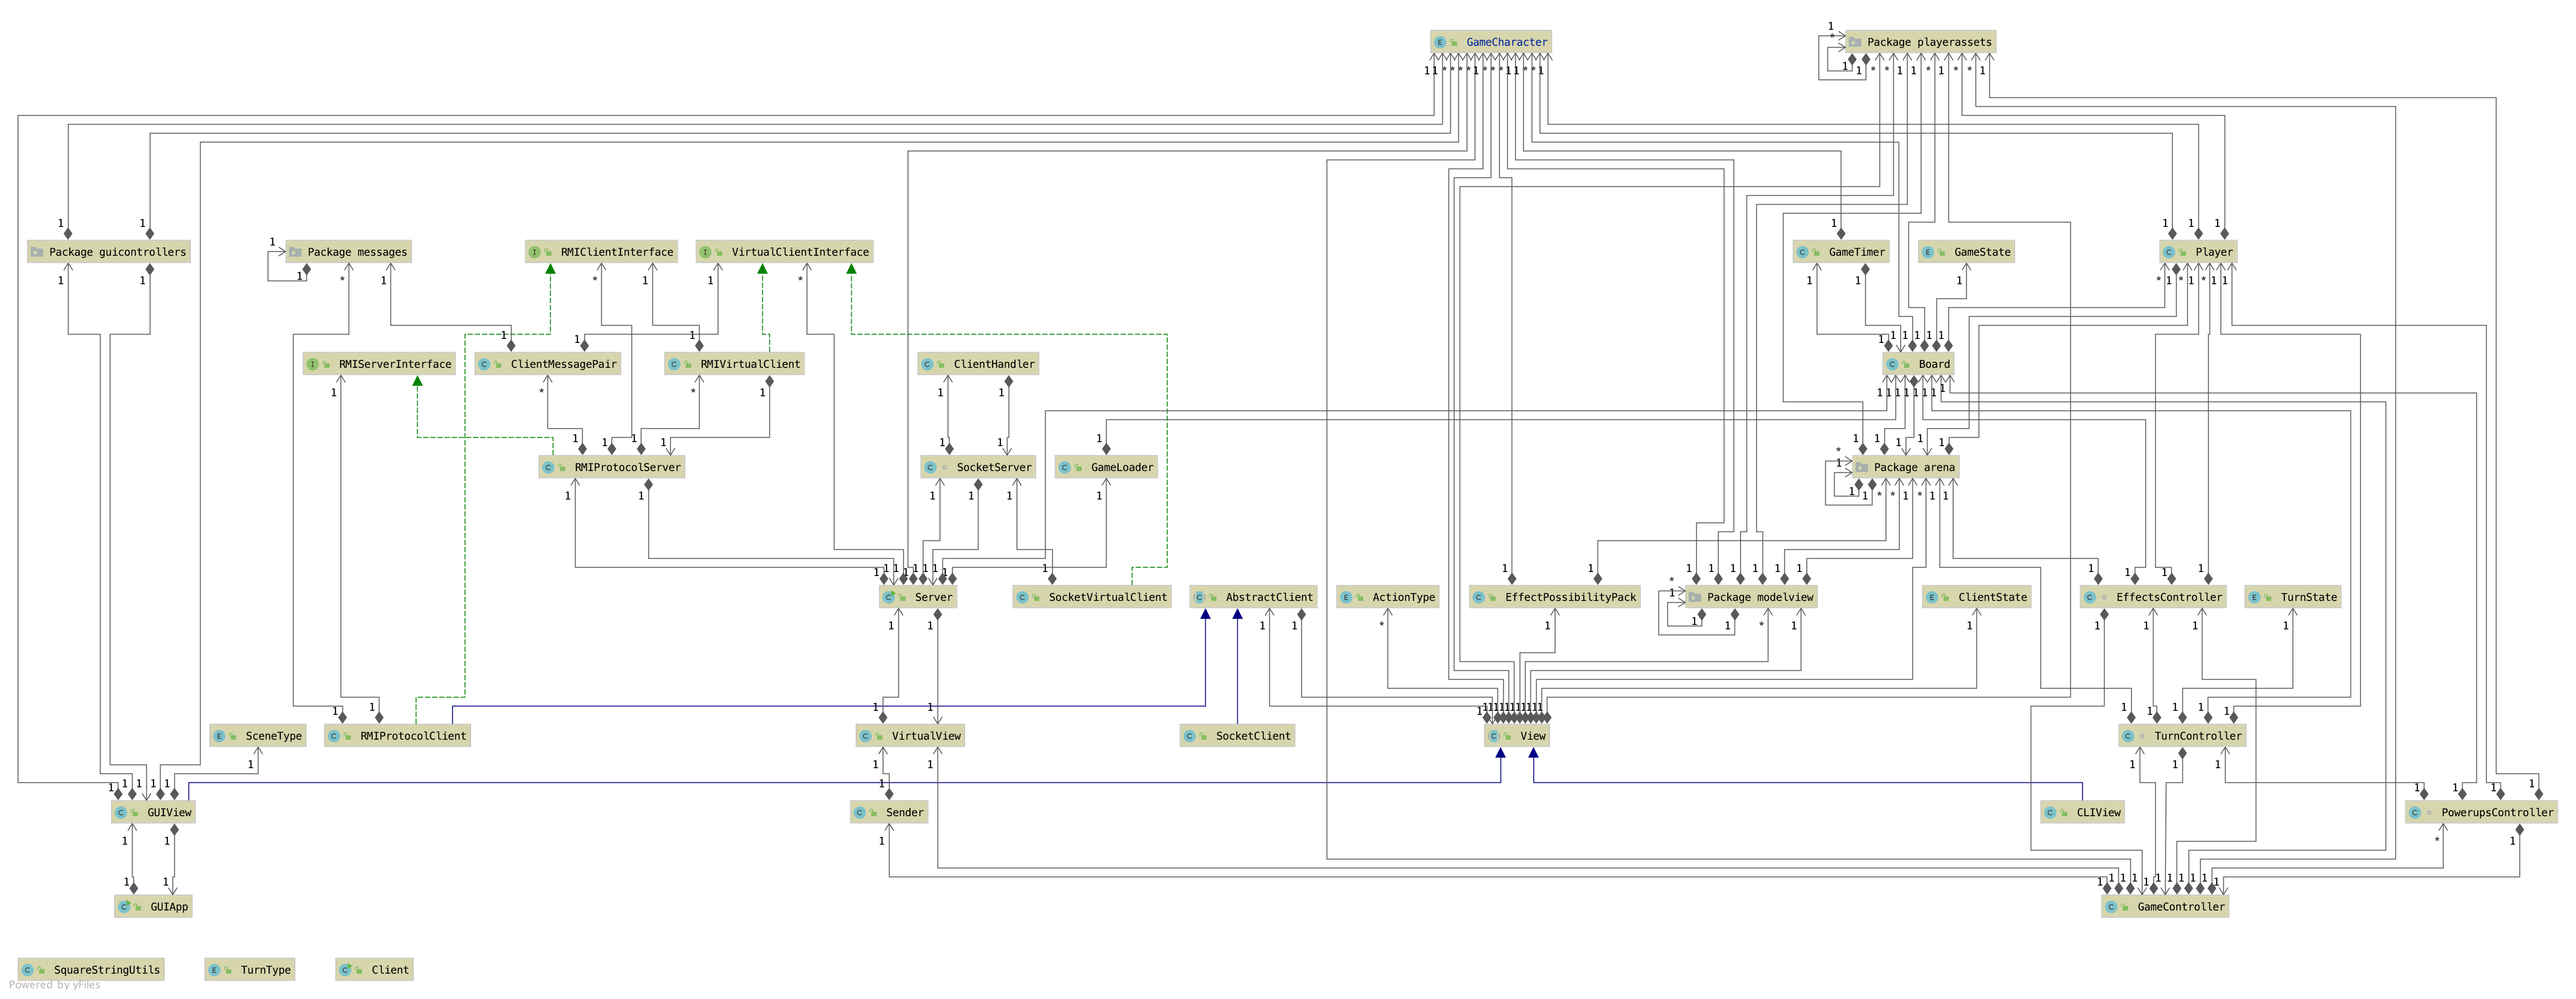 GameCharacter
Package playerassets
Package guicontrollers
Package messages
RMIClientInterface
VirtualClientInterface
GameTimer
GameState
Player
RMIServerInterface
ClientMessagePair
RMIVirtualClient
ClientHandler
Board
RMIProtocolServer
SocketServer
GameLoader
Package arena
Server
SocketVirtualClient
AbstractClient
ActionType
EffectPossibilityPack
Package modelview
ClientState
EffectsController
TurnState
SceneType
RMIProtocolClient
VirtualView
SocketClient
View
TurnController
GUIView
Sender
CLIView
PowerupsController
GUIApp
GameController
SquareStringUtils
TurnType
Client
Powered by yFiles